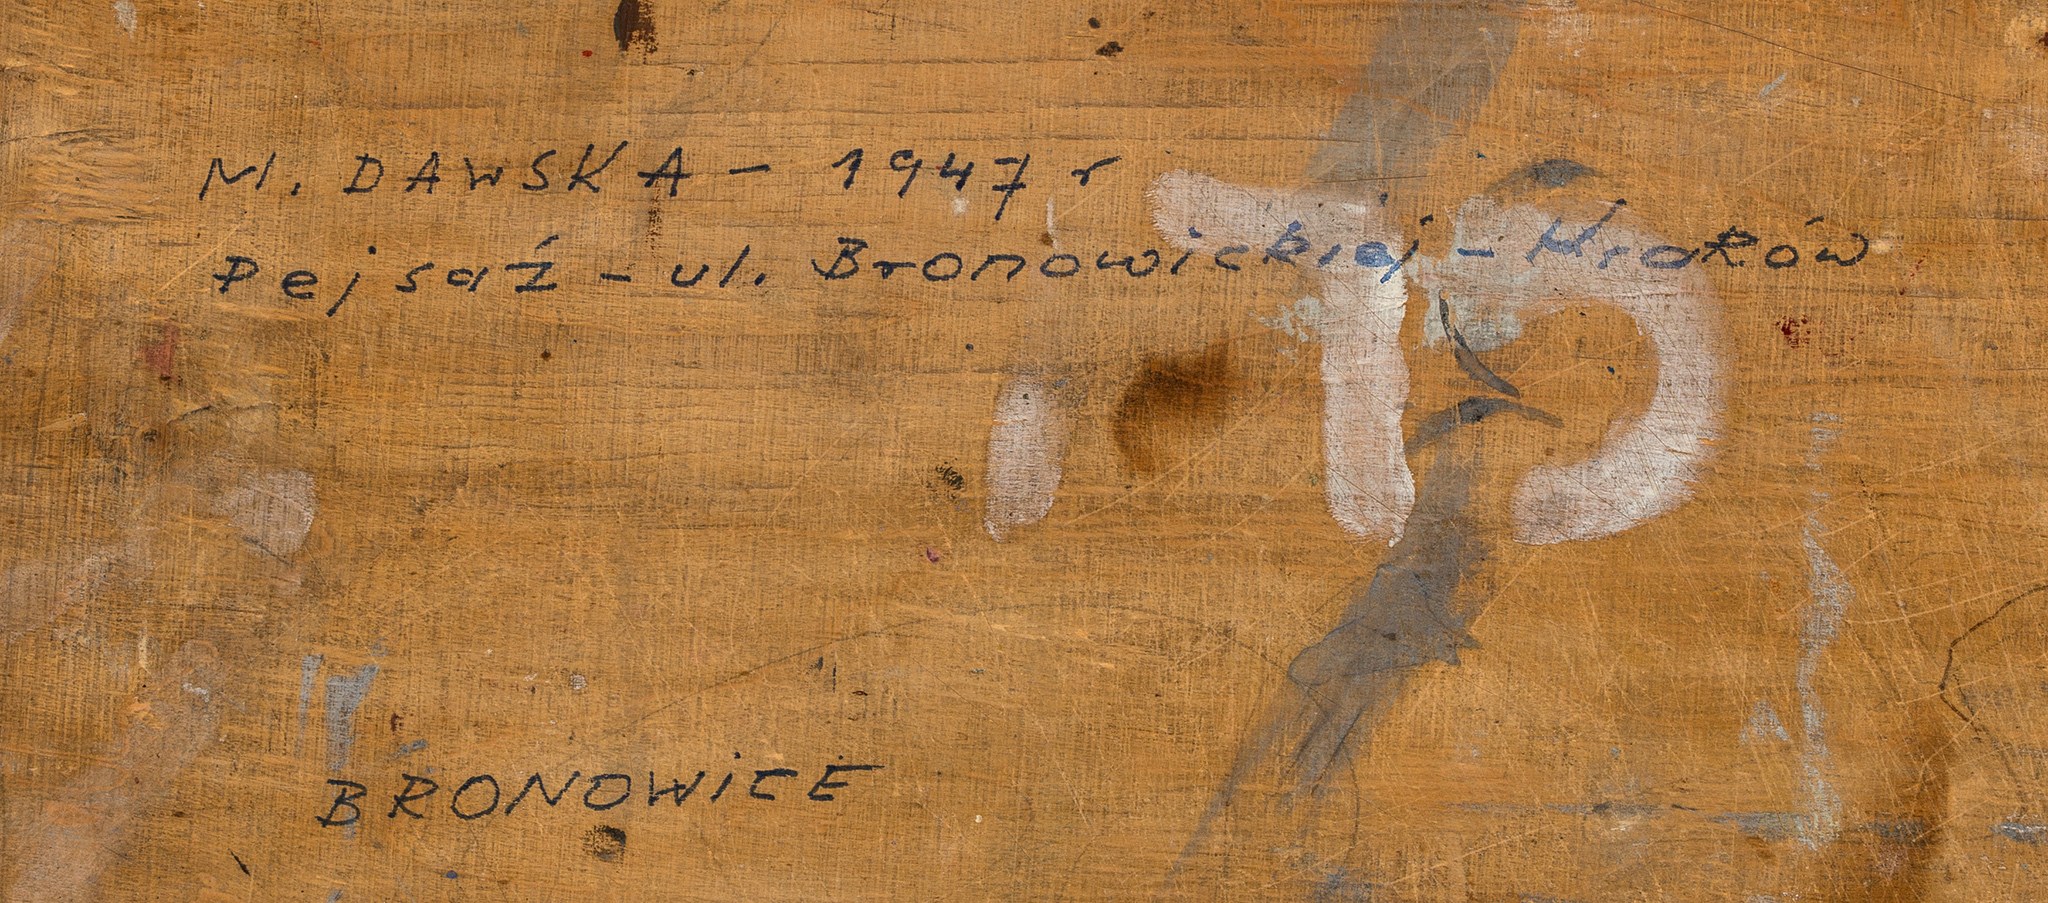 M. DAWSKA - 1947 r
Pejsaż - ul. Bronowickiej - Kraków
BRONOWICE